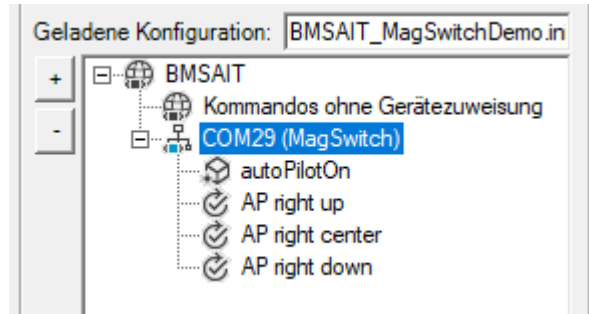 Geladene Konfiguration: BMSAIT_MagSwitchDemo.in
+
BMSAIT
Kommandos ohne Gerätezuweisung
-
COM29 (MagSwitch)
autoPilotOn
AP right up
AP right center
AP right down